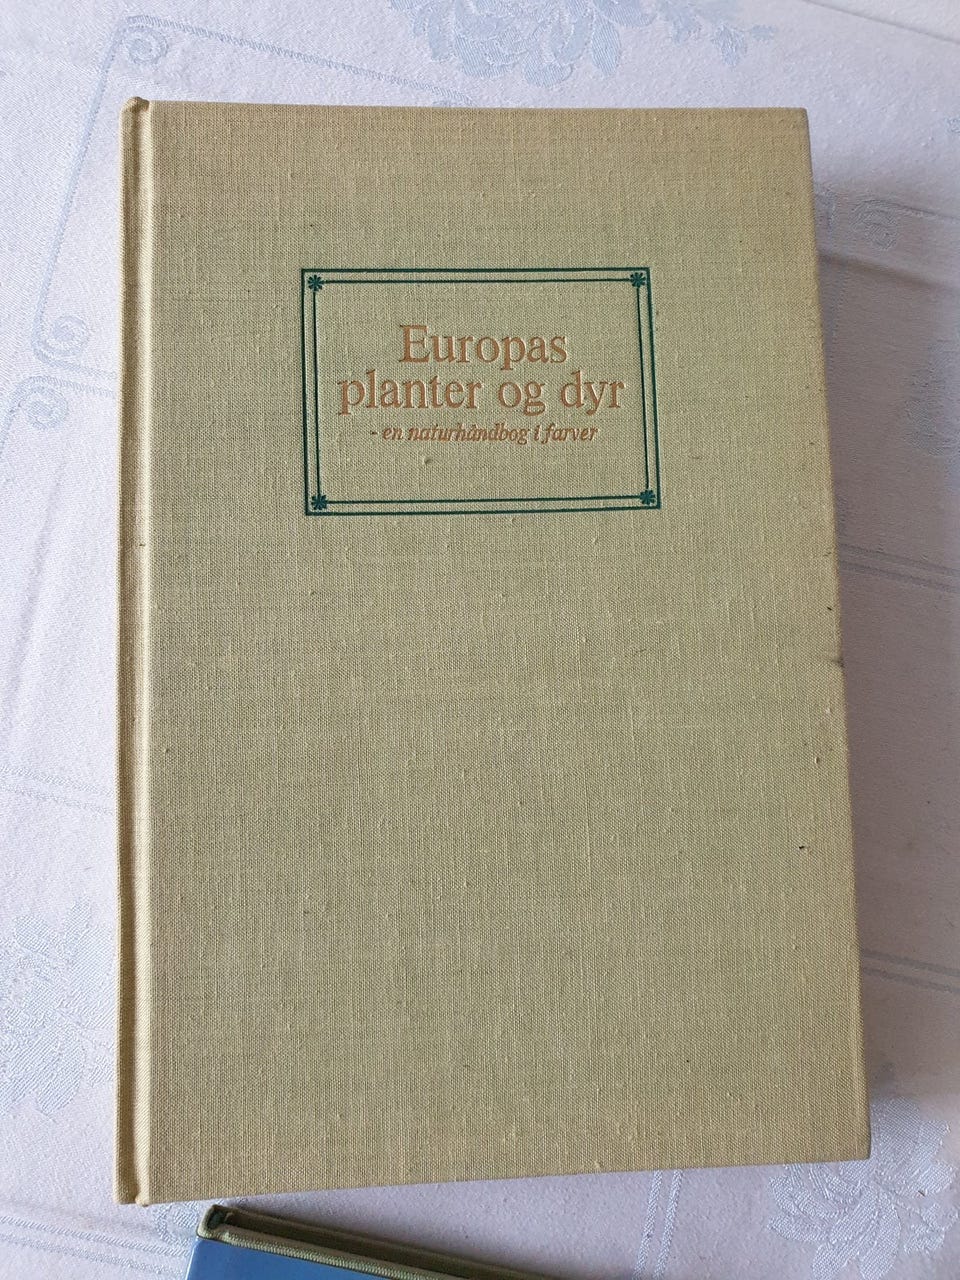 Europas
planter og dyr
- en naturhåndbog i farver